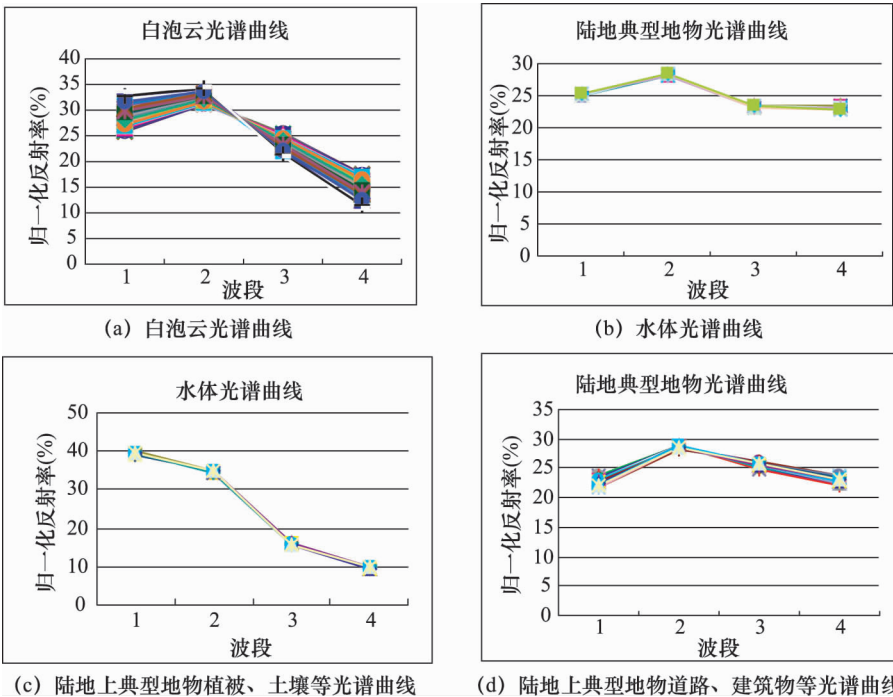 白泡云光谱曲线
归一化反射率(%)
40
35
30
25
20
15
10
5
0
1 2 3 4
波段
(a) 白泡云光谱曲线
陆地典型地物光谱曲线
归一化反射率(%)
30
25
20
15
10
5
0
1 2 3 4
波段
(b) 水体光谱曲线
水体光谱曲线
归一化反射率(%)
50
40
30
20
10
0
1 2 3 4
波段
(c) 陆地上典型地物植被、土壤等光谱曲线
陆地典型地物光谱曲线
归一化反射率(%)
35
30
25
20
25
10
5
0
1 2 3 4
波段
(d) 陆地上典型地物道路、建筑物等光谱曲线